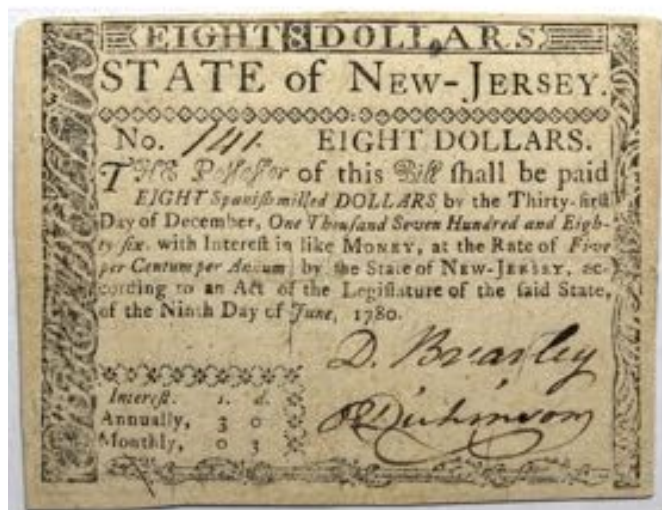 EIGHT 8 DOLLARS
STATE of NEW-JERSEY.
No. 141. EIGHT DOLLARS.
THE Poſſeſſor of this Bill ſhall be paid
EIGHT Spaniſh milled DOLLARS by the Thirty-firſt
Day of December, One Thouſand Seven Hundred and Eigh-
ty-ſix, with Intereſt in like MONEY, at the Rate of Five
per Centum per Annum, by the State of NEW-JERSEY, ac-
cording to an Act of the Legiſlature of the ſaid State,
of the Ninth Day of June, 1780.
D. Brearley
Dickinson
Intereſt. s. d.
Annually, 3 0
Monthly, 0 3